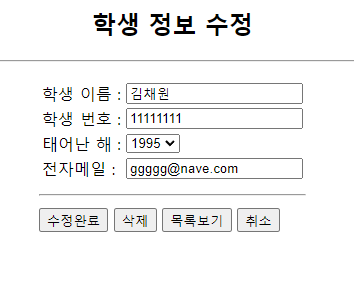 학생 정보 수정
학생 이름 : 김채원
학생 번호 : 11111111
태어난 해 : 1995
전자메일 : ggggg@nave.com
수정완료 삭제 목록보기 취소